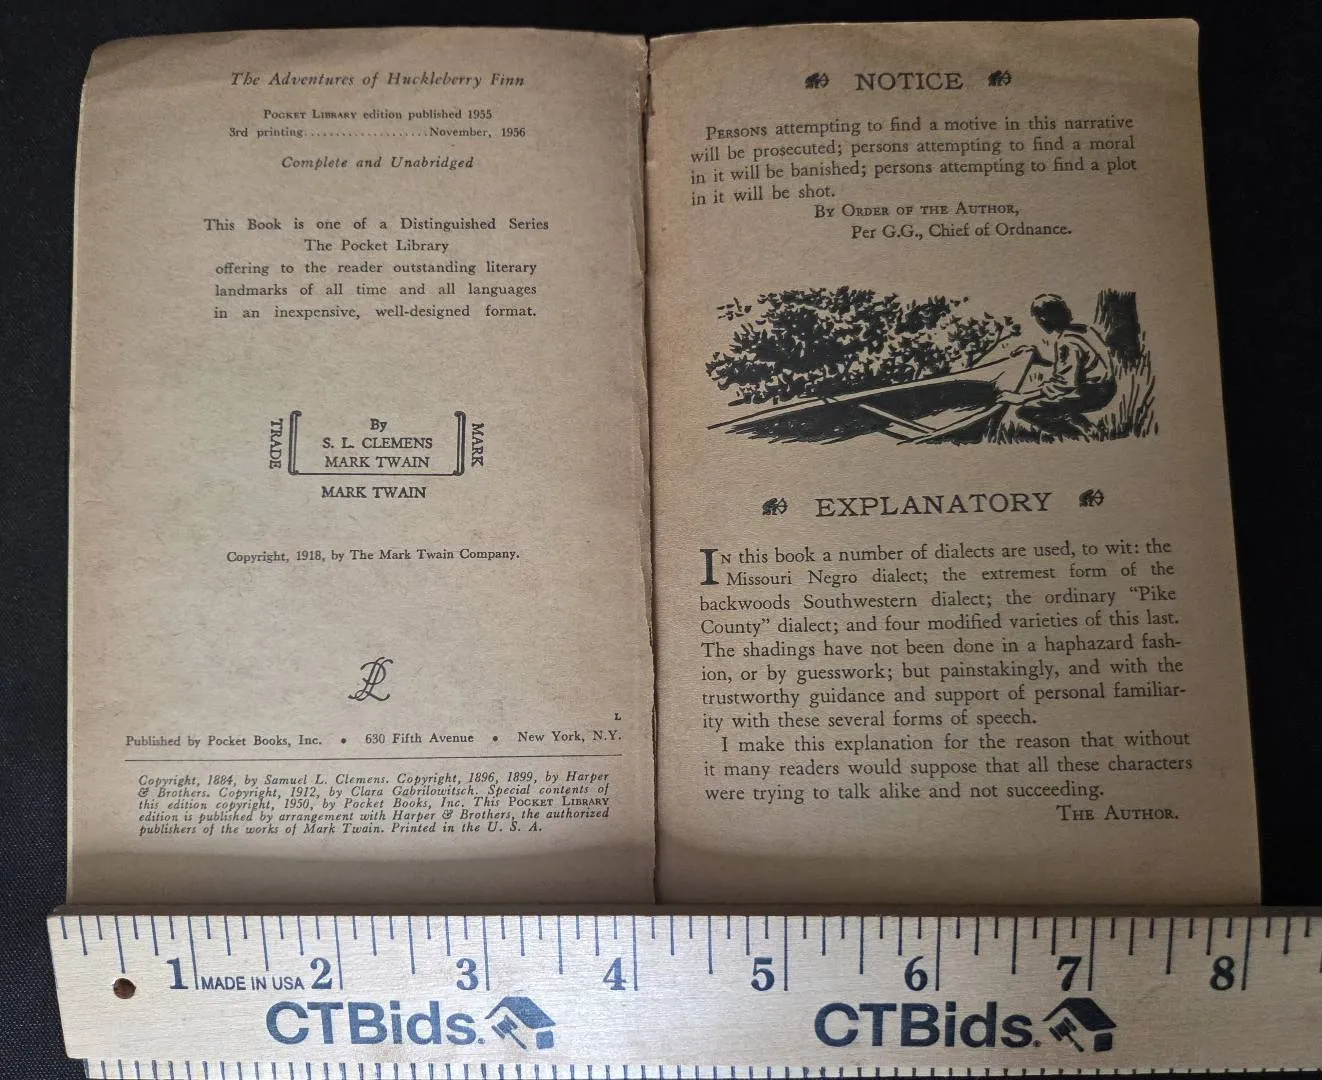 The Adventures of Huckleberry Finn
POCKET LIBRARY edition published 1955
3rd printing....................November, 1956
Complete and Unabridged
This Book is one of a Distinguished Series
The Pocket Library
offering to the reader outstanding literary
landmarks of all time and all languages
in an inexpensive, well-designed format.
TRADE
By
S. L. CLEMENS
MARK TWAIN
MARK
MARK TWAIN
Copyright, 1918, by The Mark Twain Company.
PL
L
Published by Pocket Books, Inc. • 630 Fifth Avenue • New York, N.Y.
Copyright, 1884, by Samuel L. Clemens. Copyright, 1896, 1899, by Harper
& Brothers. Copyright, 1912, by Clara Gabrilowitsch. Special contents of
this edition copyright, 1950, by Pocket Books, Inc. This POCKET LIBRARY
edition is published by arrangement with Harper & Brothers, the authorized
publishers of the works of Mark Twain. Printed in the U. S. A.
NOTICE
PERSONS attempting to find a motive in this narrative
will be prosecuted; persons attempting to find a moral
in it will be banished; persons attempting to find a plot
in it will be shot.
BY ORDER OF THE AUTHOR,
Per G.G., Chief of Ordnance.
EXPLANATORY
IN this book a number of dialects are used, to wit: the
Missouri Negro dialect; the extremest form of the
backwoods Southwestern dialect; the ordinary "Pike
County" dialect; and four modified varieties of this last.
The shadings have not been done in a haphazard fash-
ion, or by guesswork; but painstakingly, and with the
trustworthy guidance and support of personal familiar-
ity with these several forms of speech.
I make this explanation for the reason that without
it many readers would suppose that all these characters
were trying to talk alike and not succeeding.
THE AUTHOR.
1 MADE IN USA 2 3 4 5 6 7 8
CTBids. CTBids.